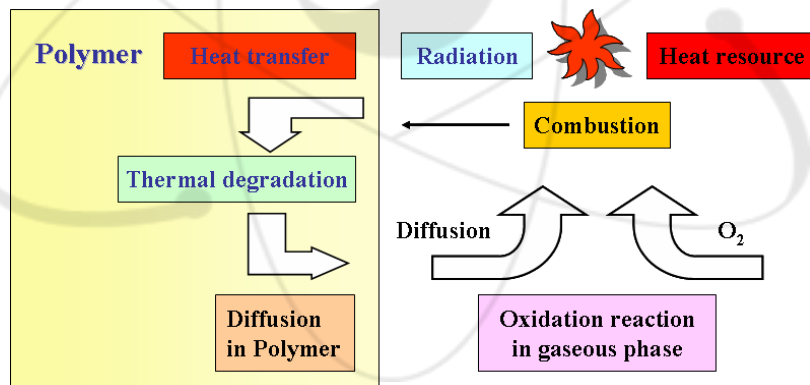 Polymer
Heat transfer
Radiation
Heat resource
Combustion
Thermal degradation
Diffusion
O₂
Diffusion
in Polymer
Oxidation reaction
in gaseous phase